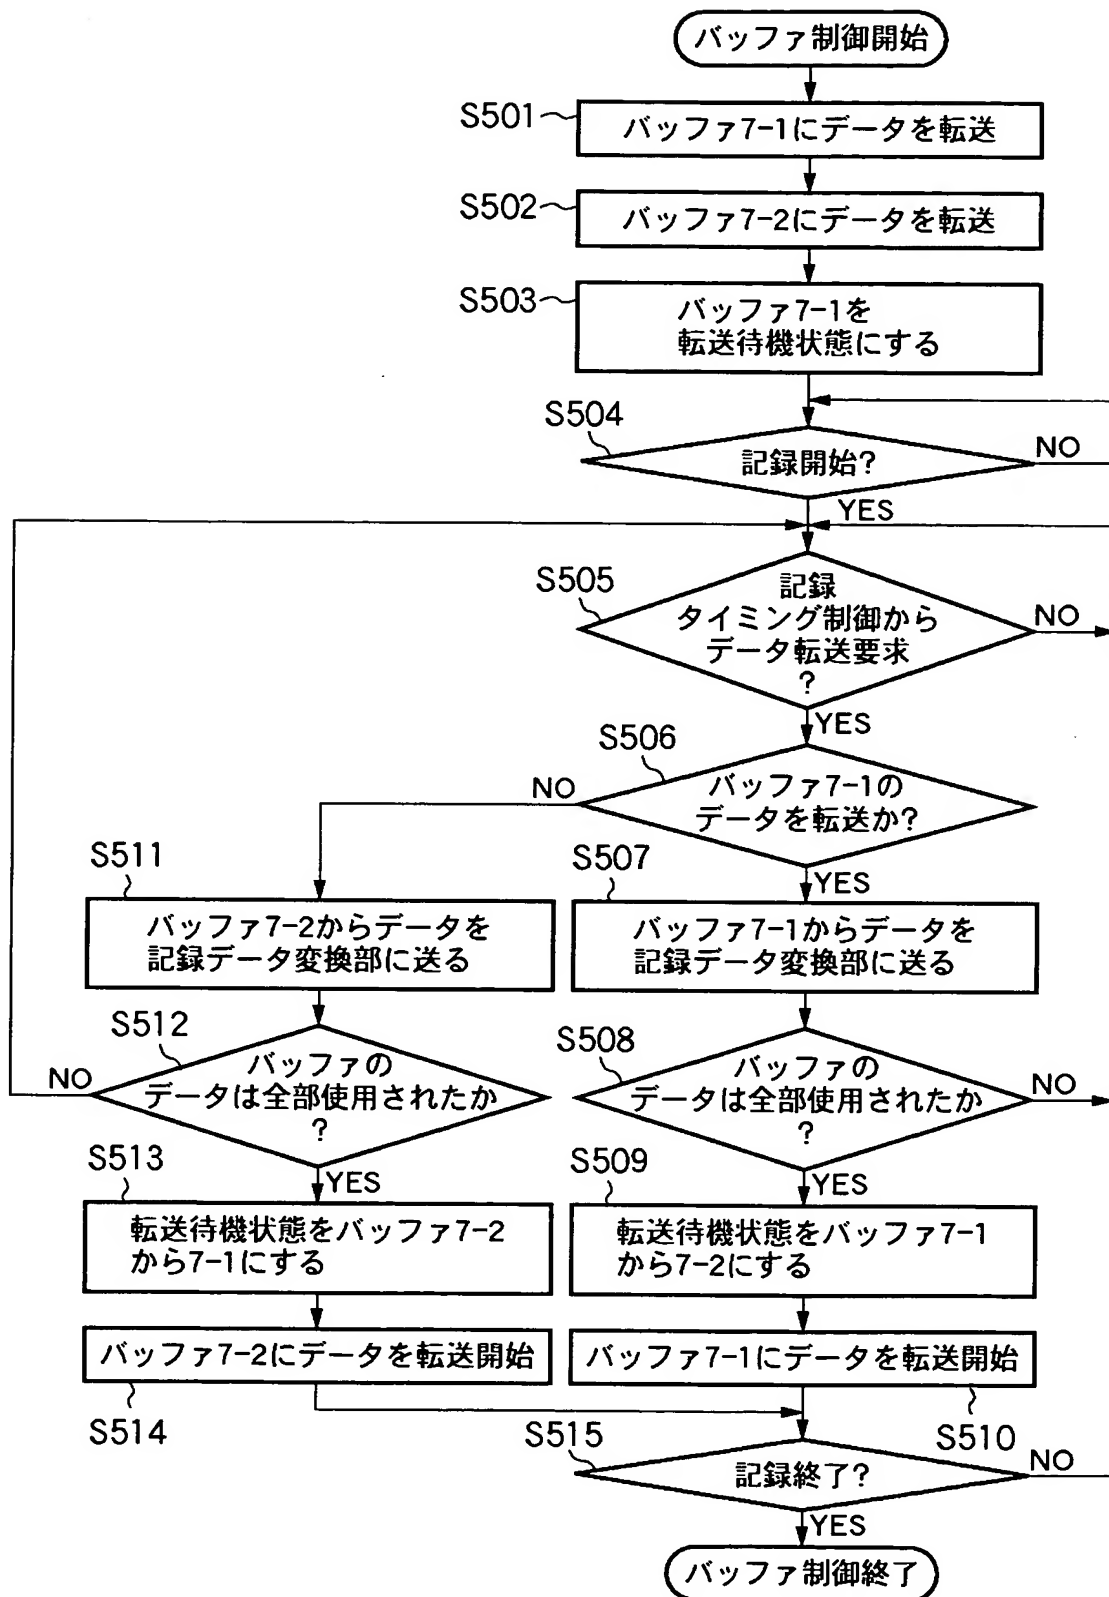 バッファ制御開始
S501
バッファ7-1にデータを転送
S502
バッファ7-2にデータを転送
S503
バッファ7-1を
転送待機状態にする
S504
記録開始?
NO
YES
S505
記録
タイミング制御から
データ転送要求
?
NO
YES
S506
バッファ7-1の
データを転送か?
NO
YES
S511
バッファ7-2からデータを
記録データ変換部に送る
S507
バッファ7-1からデータを
記録データ変換部に送る
S512
バッファの
データは全部使用されたか
?
NO
YES
S508
バッファの
データは全部使用されたか
?
NO
YES
S513
転送待機状態をバッファ7-2
から7-1にする
S509
転送待機状態をバッファ7-1
から7-2にする
バッファ7-2にデータを転送開始
S514
バッファ7-1にデータを転送開始
S510
S515
記録終了?
NO
YES
バッファ制御終了